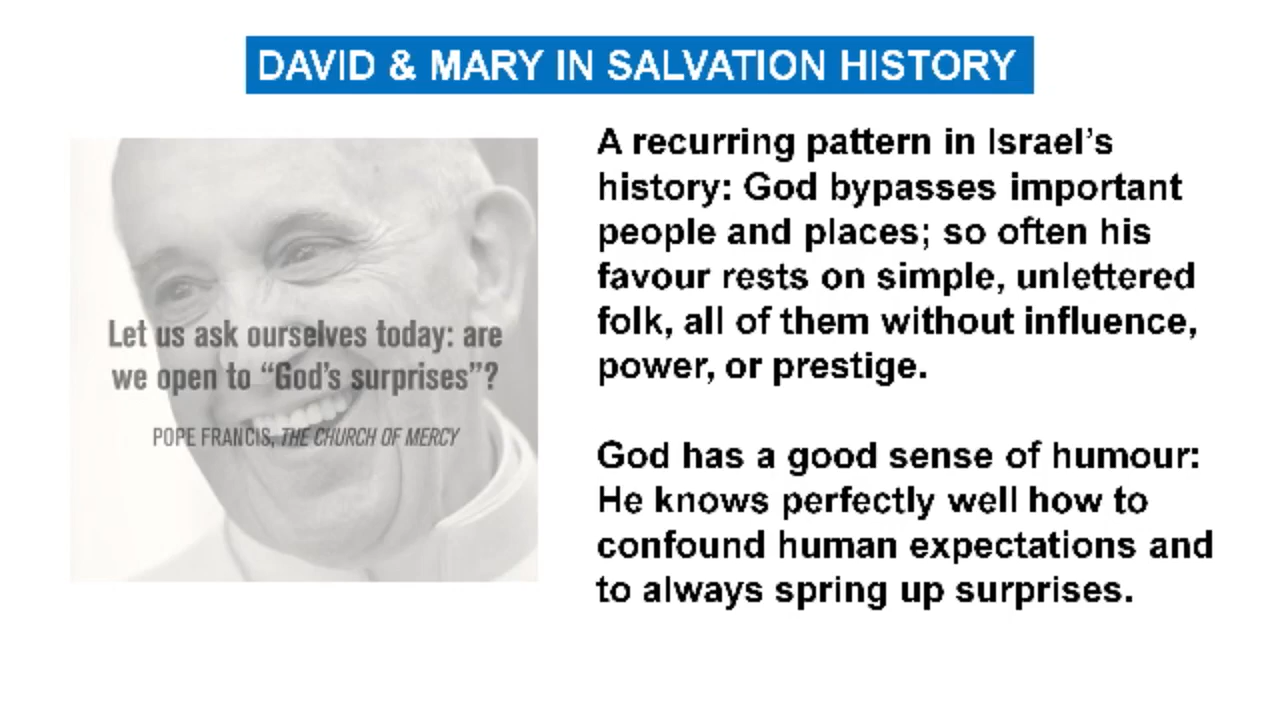 DAVID & MARY IN SALVATION HISTORY
Let us ask ourselves today: are
we open to “God’s surprises”?
POPE FRANCIS, THE CHURCH OF MERCY
A recurring pattern in Israel’s
history: God bypasses important
people and places; so often his
favour rests on simple, unlettered
folk, all of them without influence,
power, or prestige.
God has a good sense of humour:
He knows perfectly well how to
confound human expectations and
to always spring up surprises.